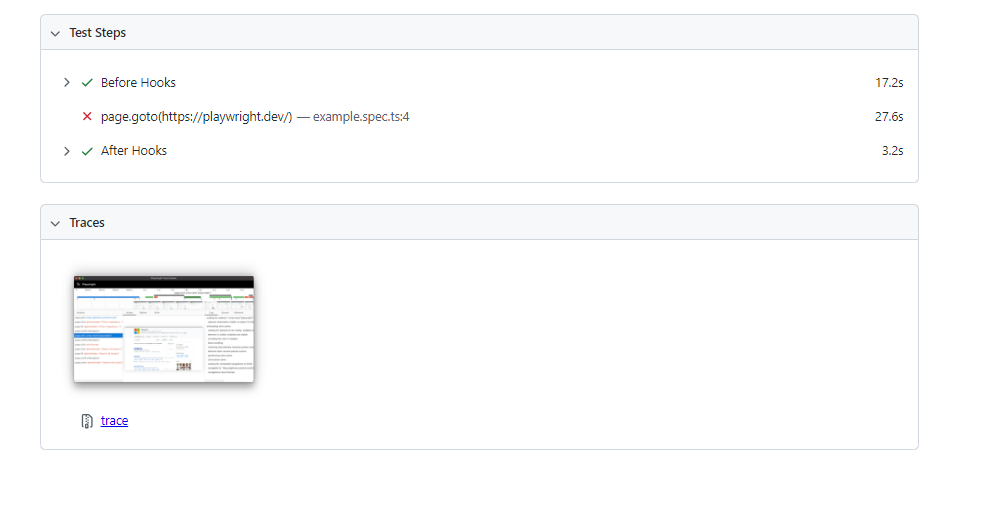 Test Steps
Before Hooks 17.2s
page.goto(https://playwright.dev/) — example.spec.ts:4 27.6s
After Hooks 3.2s
Traces
trace